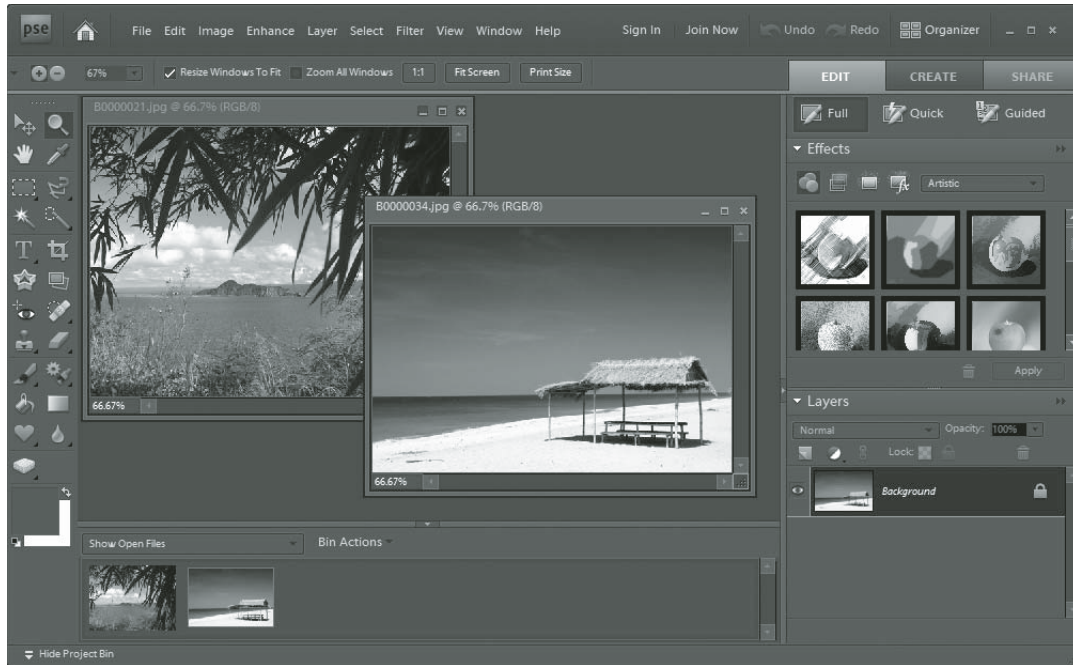 pse File Edit Image Enhance Layer Select Filter View Window Help Sign In Join Now Undo Redo Organizer
67% Resize Windows To Fit Zoom All Windows 1:1 Fit Screen Print Size
EDIT CREATE SHARE
Full Quick Guided
B0000021.jpg @ 66.7% (RGB/8)
66.67%
B0000034.jpg @ 66.7% (RGB/8)
66.67%
Effects
Artistic
Apply
Layers
Normal Opacity: 100%
Lock:
Background
Show Open Files Bin Actions
Hide Project Bin